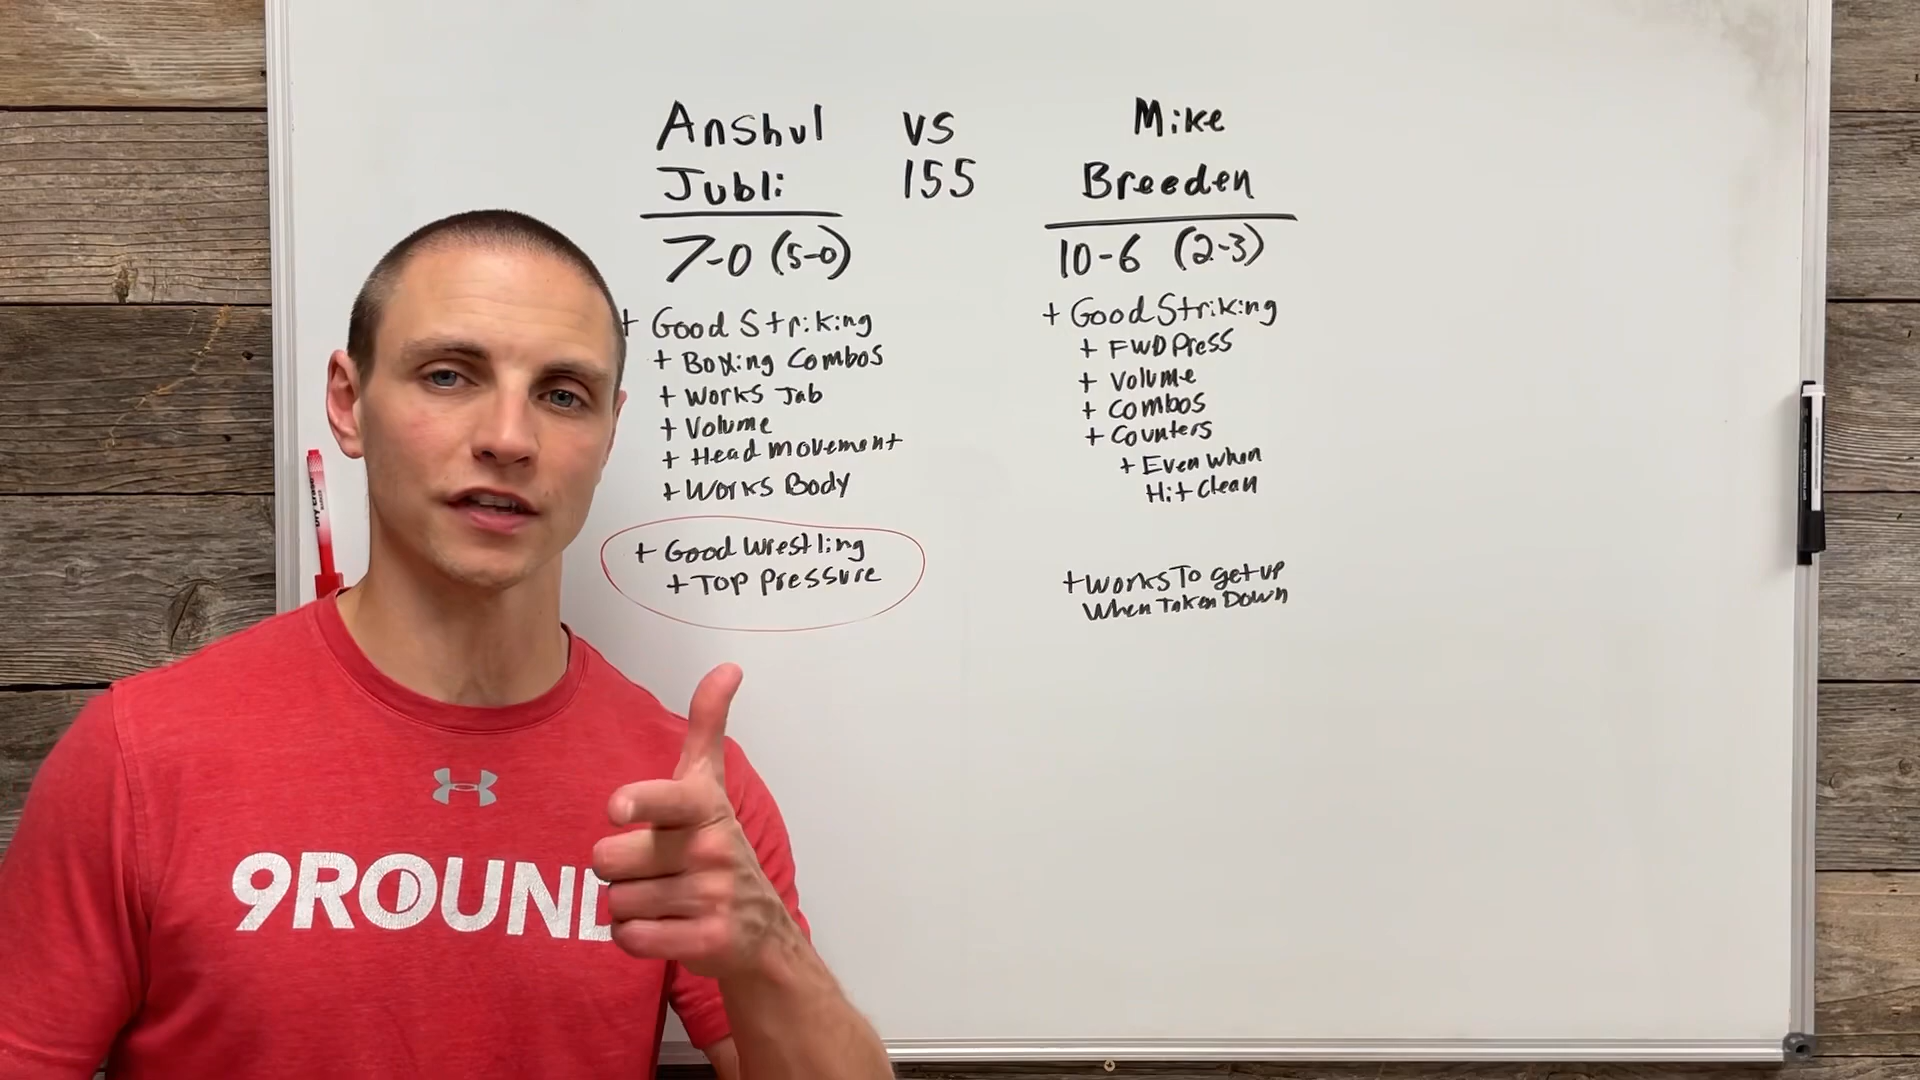 Anshul
Jubli
VS
155
Mike
Breeden
7-0 (5-0)
+ Good Striking
+ Boxing Combos
+ Works Jab
+ Volume
+ Head Movement
+ Works Body
+ Good Wrestling
+ Top Pressure
10-6 (2-3)
+ Good Striking
+ FWD Press
+ Volume
+ Combos
+ Counters
+ Even When
Hit Clean
+ Works To get up
When Taken Down
9ROUND
Dry Erase